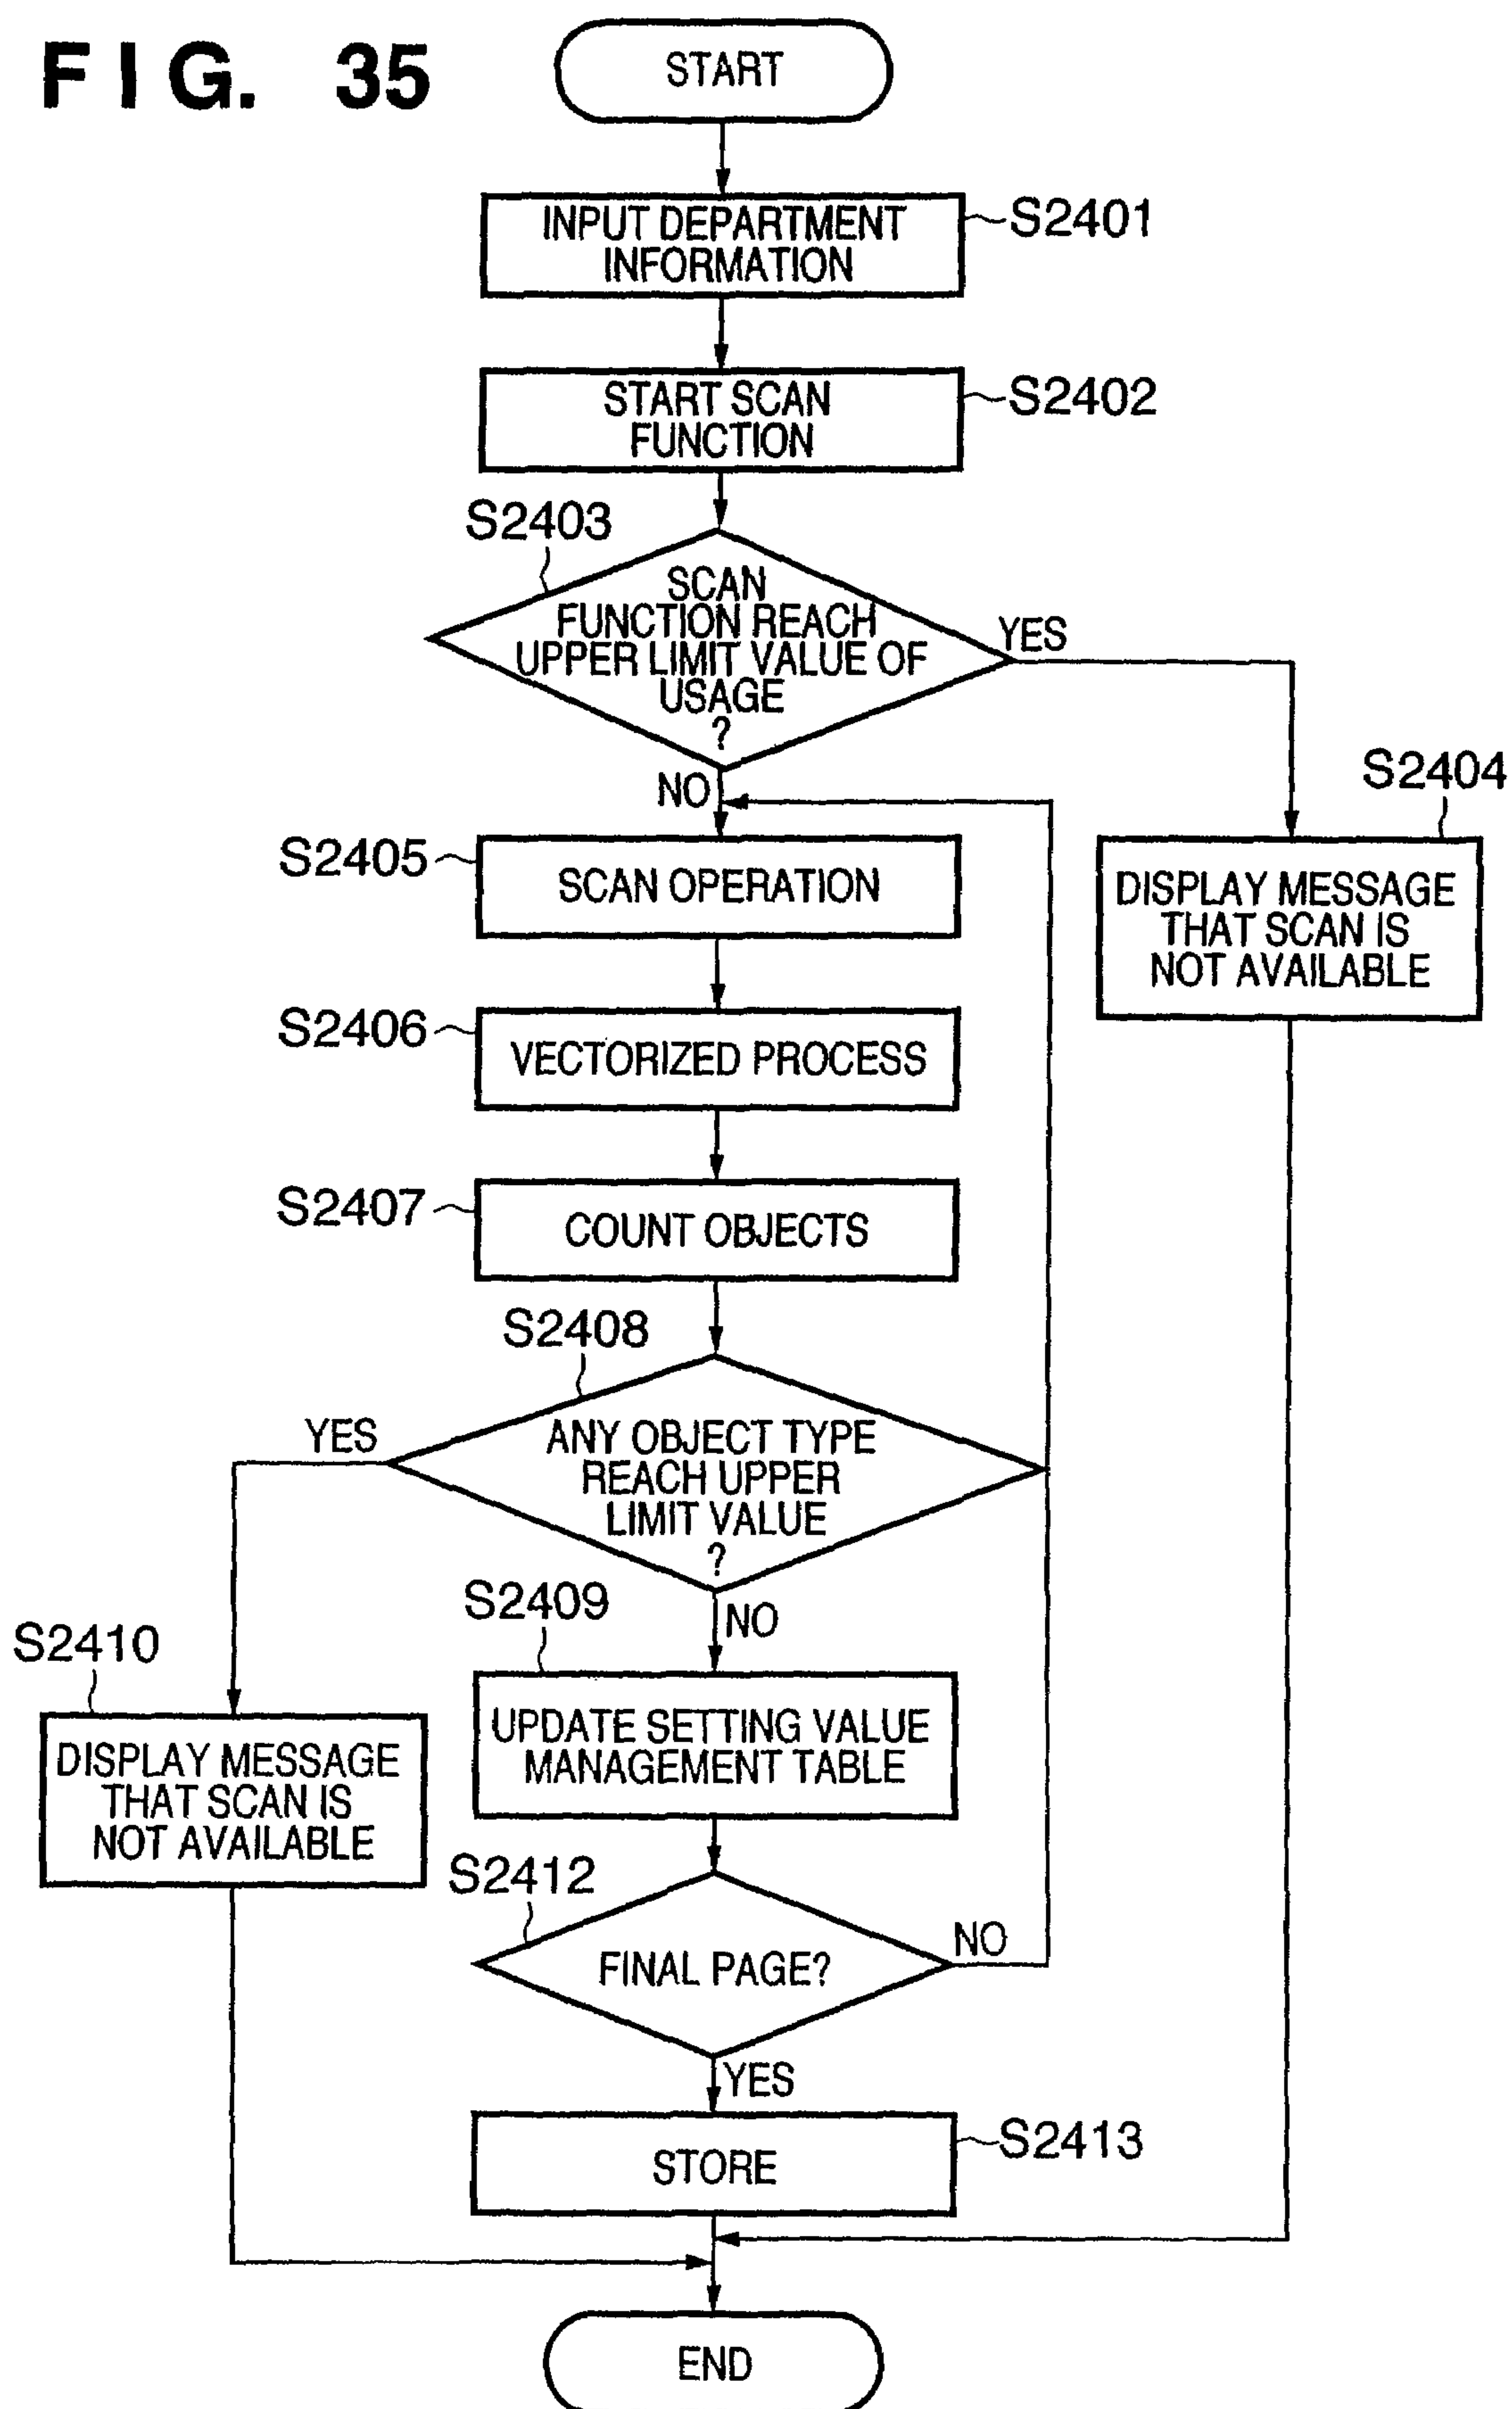 FIG. 35
START
INPUT DEPARTMENT
INFORMATION
S2401
START SCAN
FUNCTION
S2402
S2403
SCAN
FUNCTION REACH
UPPER LIMIT VALUE OF
USAGE
?
YES
NO
S2404
DISPLAY MESSAGE
THAT SCAN IS
NOT AVAILABLE
S2405
SCAN OPERATION
S2406
VECTORIZED PROCESS
S2407
COUNT OBJECTS
S2408
YES
ANY OBJECT TYPE
REACH UPPER
LIMIT VALUE
?
NO
S2409
UPDATE SETTING VALUE
MANAGEMENT TABLE
S2410
DISPLAY MESSAGE
THAT SCAN IS
NOT AVAILABLE
S2412
FINAL PAGE?
NO
YES
STORE
S2413
END